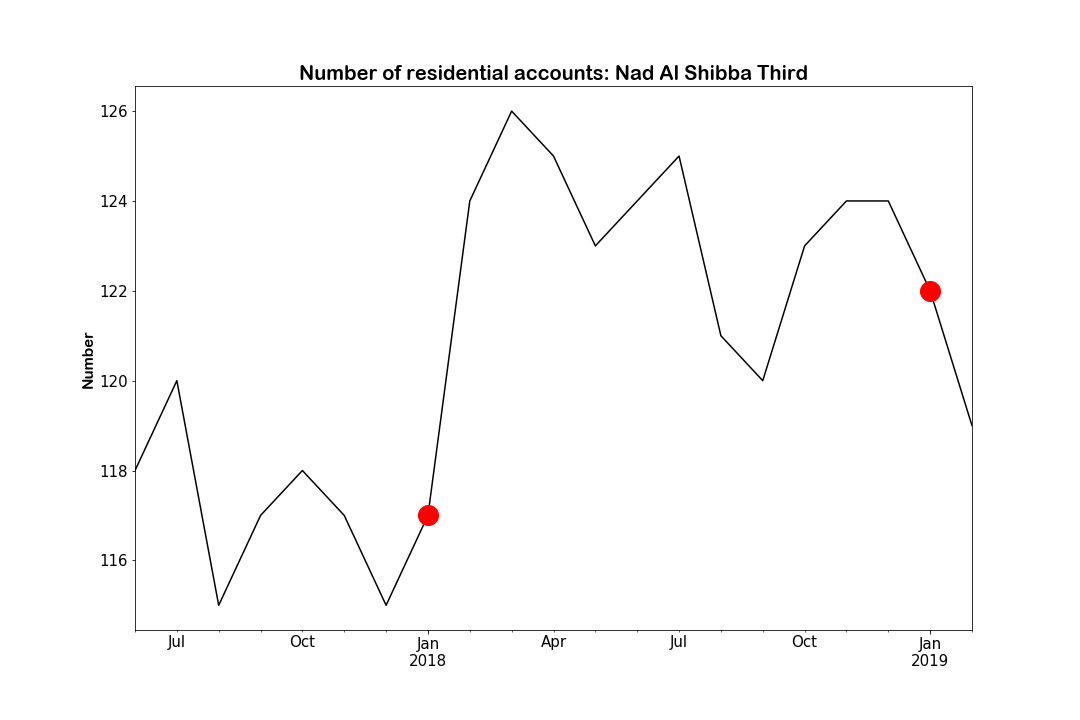 Number of residential accounts: Nad Al Shibba Third
126
124
122
120
118
116
Number
Jul
Oct
Jan
2018
Apr
Jul
Oct
Jan
2019